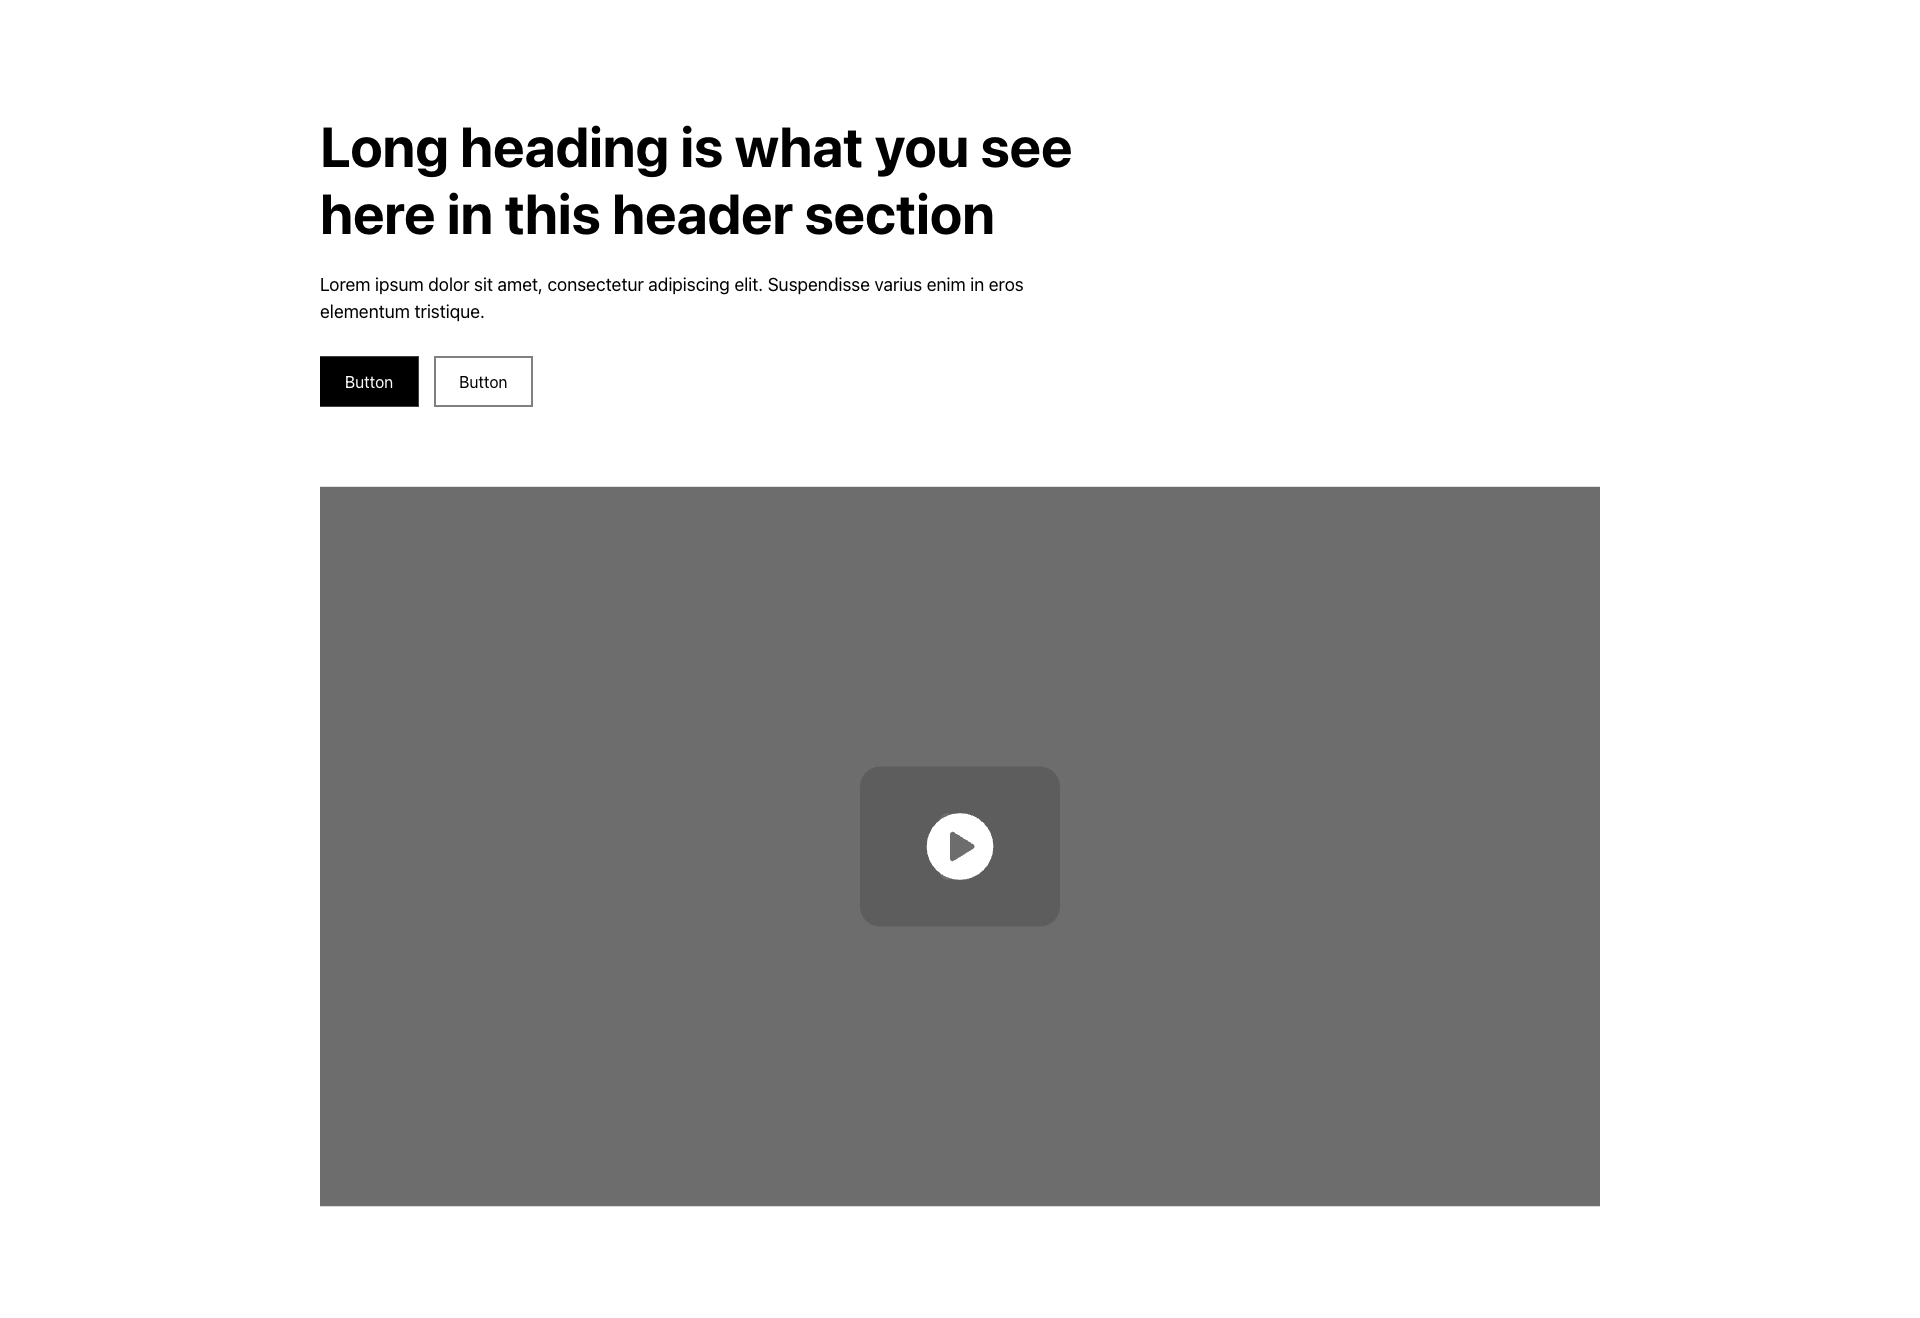 Long heading is what you see
here in this header section
Lorem ipsum dolor sit amet, consectetur adipiscing elit. Suspendisse varius enim in eros
elementum tristique.
Button
Button